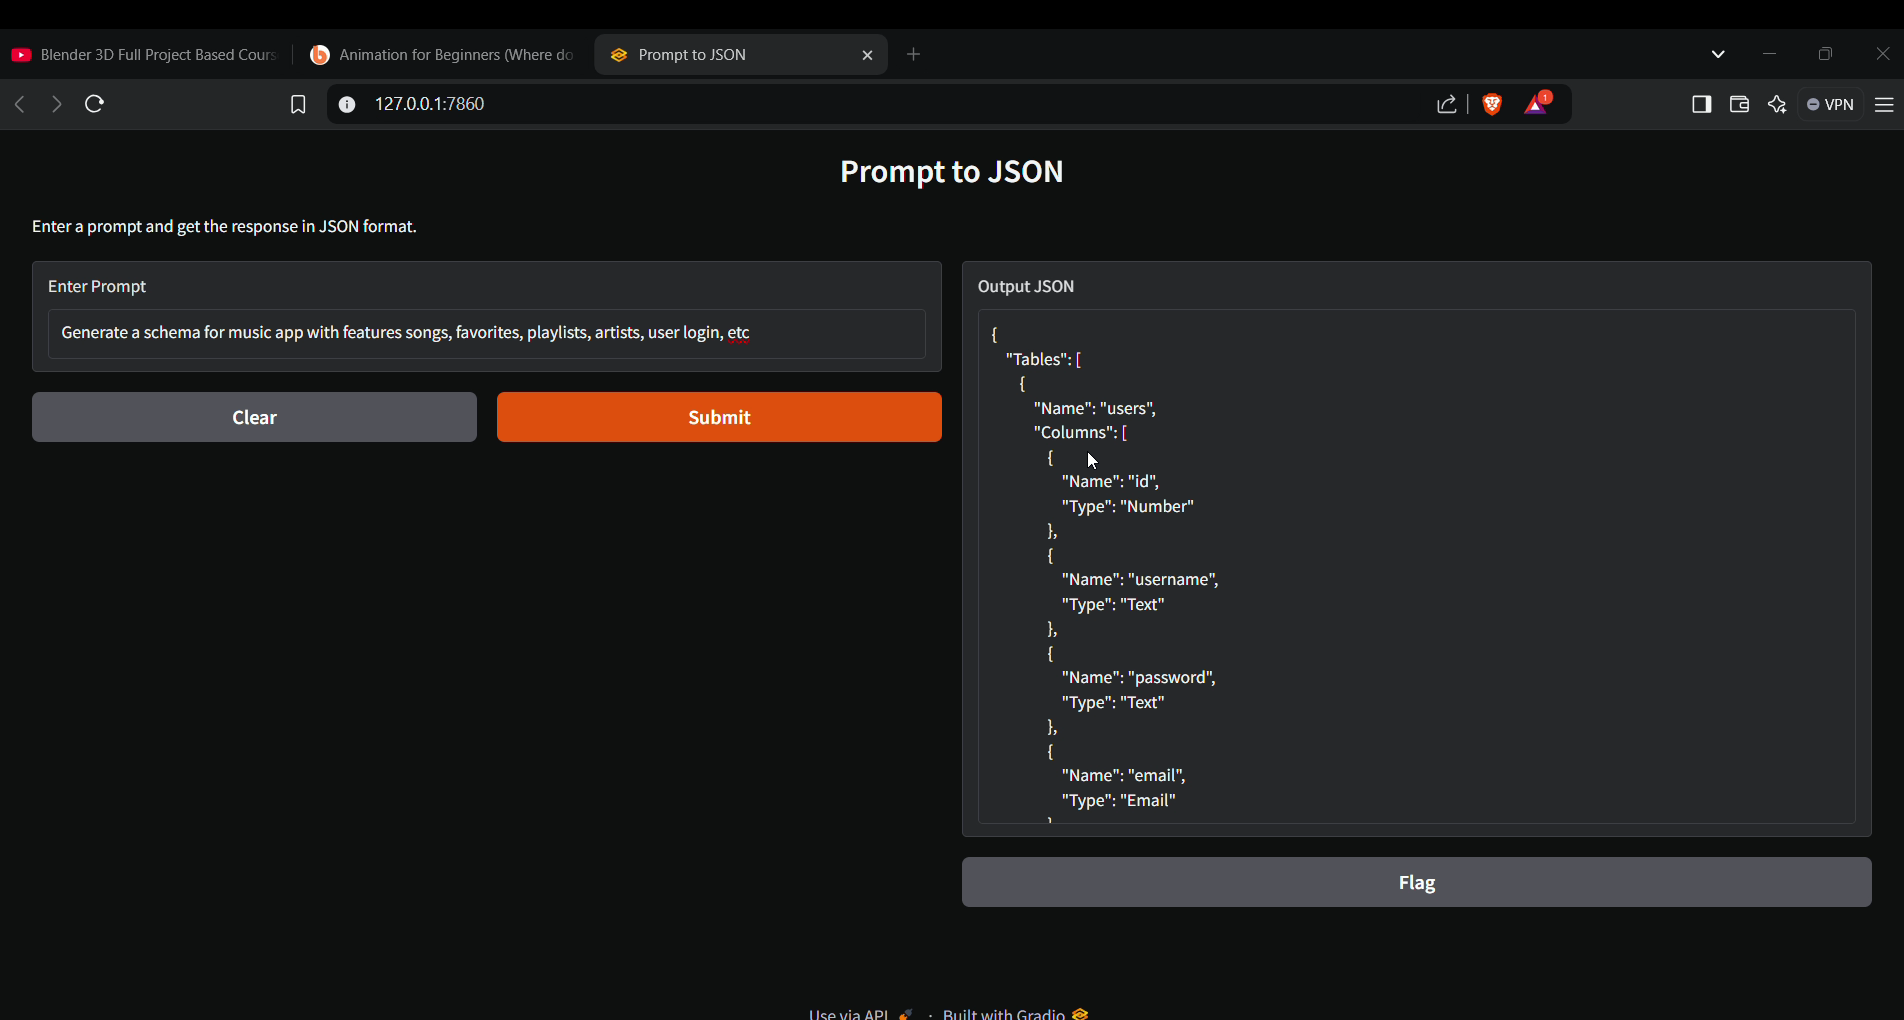 Blender 3D Full Project Based Cours
Animation for Beginners (Where do
Prompt to JSON
127.0.0.1:7860
1
VPN
Prompt to JSON
Enter a prompt and get the response in JSON format.
Enter Prompt
Generate a schema for music app with features songs, favorites, playlists, artists, user login, etc
Clear
Submit
Output JSON
{
"Tables": [
{
"Name": "users",
"Columns": [
{
"Name": "id",
"Type": "Number"
},
{
"Name": "username",
"Type": "Text"
},
{
"Name": "password",
"Type": "Text"
},
{
"Name": "email",
"Type": "Email"
}
Flag
Use via API · Built with Gradio